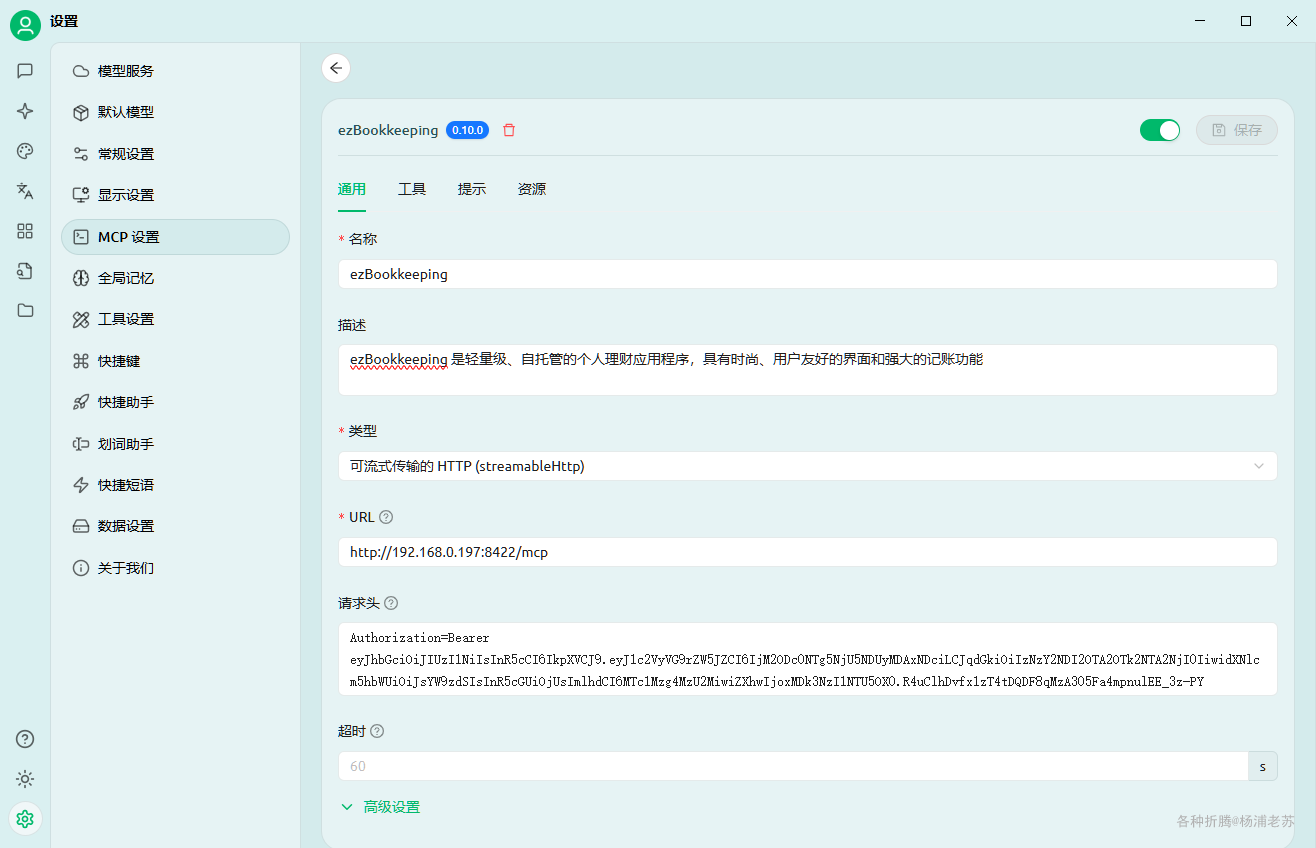 设置
模型服务
默认模型
常规设置
显示设置
MCP 设置
全局记忆
工具设置
快捷键
快捷助手
划词助手
快捷短语
数据设置
关于我们
ezBookkeeping 0.10.0
保存
通用 工具 提示 资源
* 名称
ezBookkeeping
描述
ezBookkeeping 是轻量级、自托管的个人理财应用程序，具有时尚、用户友好的界面和强大的记账功能
* 类型
可流式传输的 HTTP (streamableHttp)
* URL
http://192.168.0.197:8422/mcp
请求头
Authorization=Bearer
超时
60 s
高级设置
各种折腾@杨浦老苏